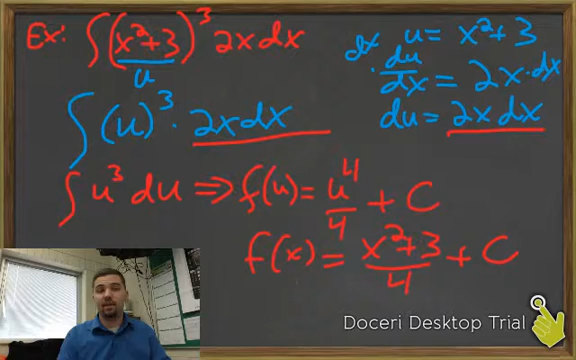 Ex: ∫(x²+3)³ 2x dx
u
∫(u)³ · 2x dx
∫u³ du ⇒ f(u) = u⁴/4 + C
f(x) = x²+3/4 + C
u = x²+3
dx · du/dx = 2x · dx
du = 2x dx
Doceri Desktop Trial